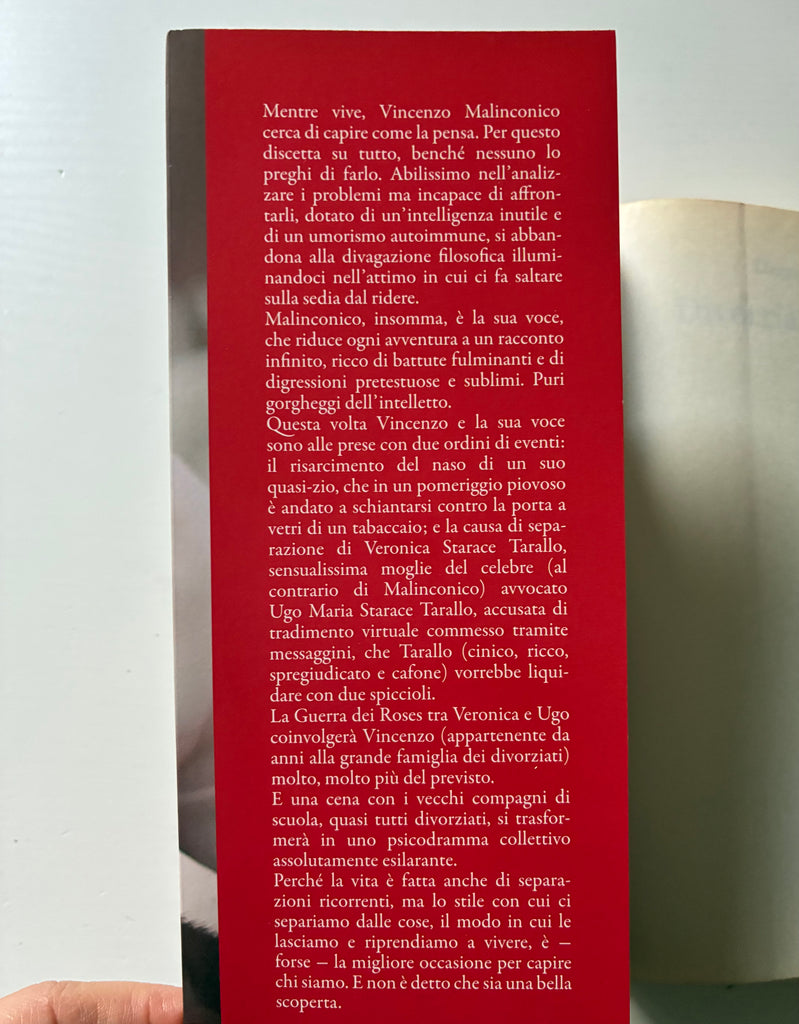 Mentre vive, Vincenzo Malinconico
cerca di capire come la pensa. Per questo
discetta su tutto, benché nessuno lo
preghi di farlo. Abilissimo nell'analiz-
zare i problemi ma incapace di affron-
tarli, dotato di un'intelligenza inutile e
di un umorismo autoimmune, si abban-
dona alla divagazione filosofica illumi-
nandoci nell'attimo in cui ci fa saltare
sulla sedia dal ridere.
Malinconico, insomma, è la sua voce,
che riduce ogni avventura a un racconto
infinito, ricco di battute fulminanti e di
digressioni pretestuose e sublimi. Puri
gorgheggi dell'intelletto.
Questa volta Vincenzo e la sua voce
sono alle prese con due ordini di eventi:
il risarcimento del naso di un suo
quasi-zio, che in un pomeriggio piovoso
è andato a schiantarsi contro la porta a
vetri di un tabaccaio; e la causa di sepa-
razione di Veronica Starace Tarallo,
sensualissima moglie del celebre (al
contrario di Malinconico) avvocato
Ugo Maria Starace Tarallo, accusata di
tradimento virtuale commesso tramite
messaggini, che Tarallo (cinico, ricco,
spregiudicato e cafone) vorrebbe liqui-
dare con due spiccioli.
La Guerra dei Roses tra Veronica e Ugo
coinvolgerà Vincenzo (appartenente da
anni alla grande famiglia dei divorziati)
molto, molto più del previsto.
E una cena con i vecchi compagni di
scuola, quasi tutti divorziati, si trasfor-
merà in uno psicodramma collettivo
assolutamente esilarante.
Perché la vita è fatta anche di separa-
zioni ricorrenti, ma lo stile con cui ci
separiamo dalle cose, il modo in cui le
lasciamo e riprendiamo a vivere, è –
forse – la migliore occasione per capire
chi siamo. E non è detto che sia una bella
scoperta.